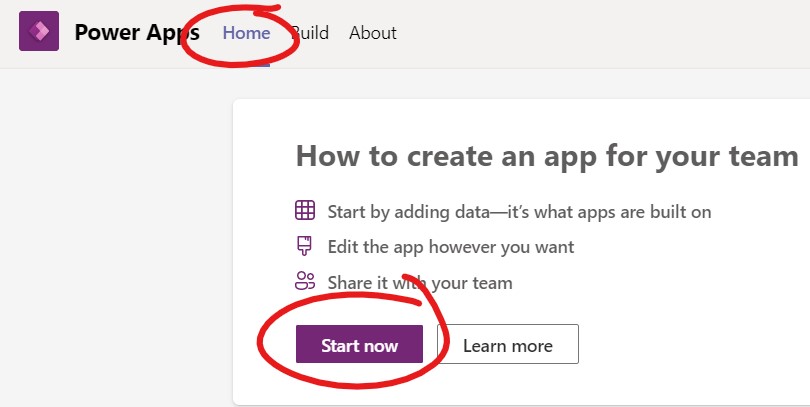 Power Apps Home Build About
How to create an app for your team
Start by adding data—it's what apps are built on
Edit the app however you want
Share it with your team
Start now Learn more